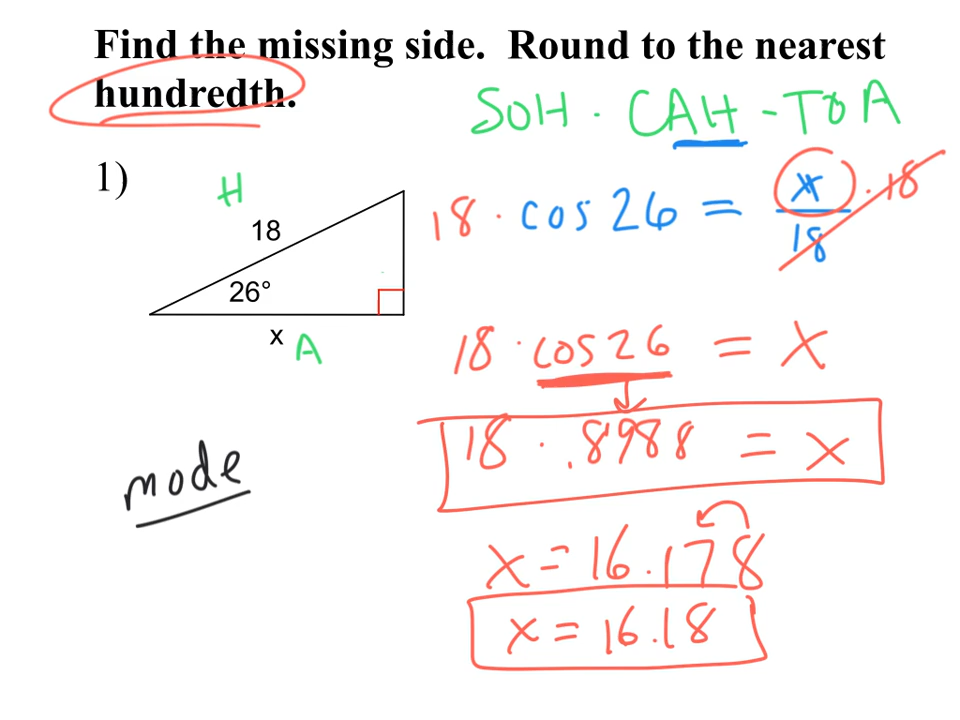 Find the missing side. Round to the nearest
hundredth.
SOH · CAH - TOA
1)
H
18
26°
x
A
18 · cos 26 = x/18 · 18
18 · cos 26 = x
18 · .8988 = x
mode
x = 16.178
x = 16.18